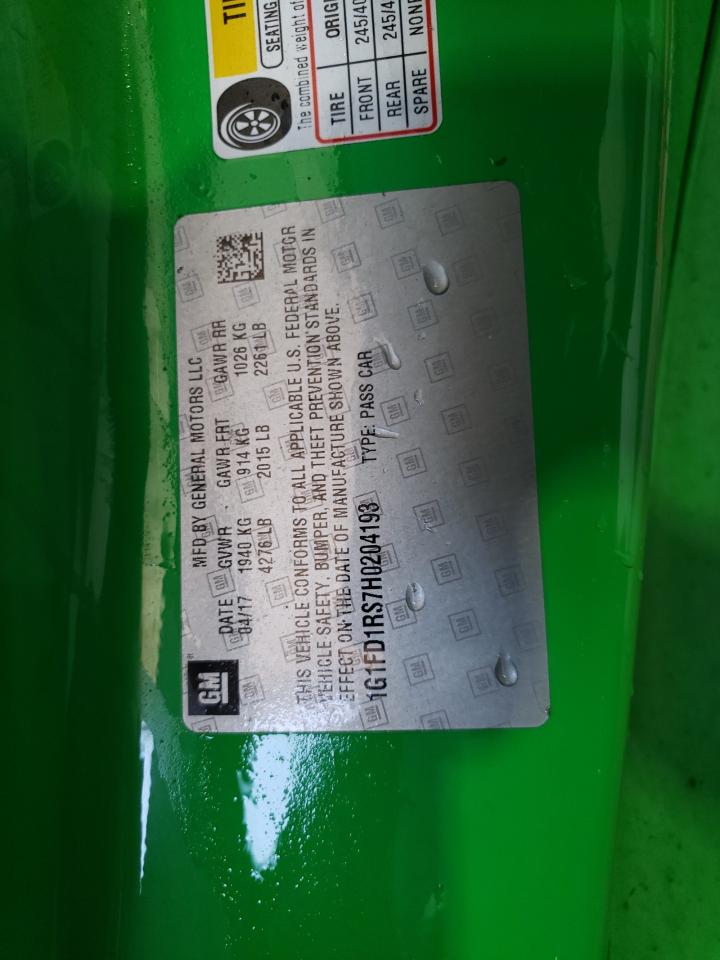 TI
SEATING
The combined weight of
TIRE ORIG
FRONT 245/40
REAR 245/4
SPARE NONE
GM
MFD BY GENERAL MOTORS LLC
DATE GVWR GAWR FRT GAWR RR
04/17 1940 KG 914 KG 1026 KG
4276 LB 2015 LB 2261 LB
THIS VEHICLE CONFORMS TO ALL APPLICABLE U.S. FEDERAL MOTOR
VEHICLE SAFETY, BUMPER, AND THEFT PREVENTION STANDARDS IN
EFFECT ON THE DATE OF MANUFACTURE SHOWN ABOVE.
1G1FD1RS7H0204193 TYPE: PASS CAR